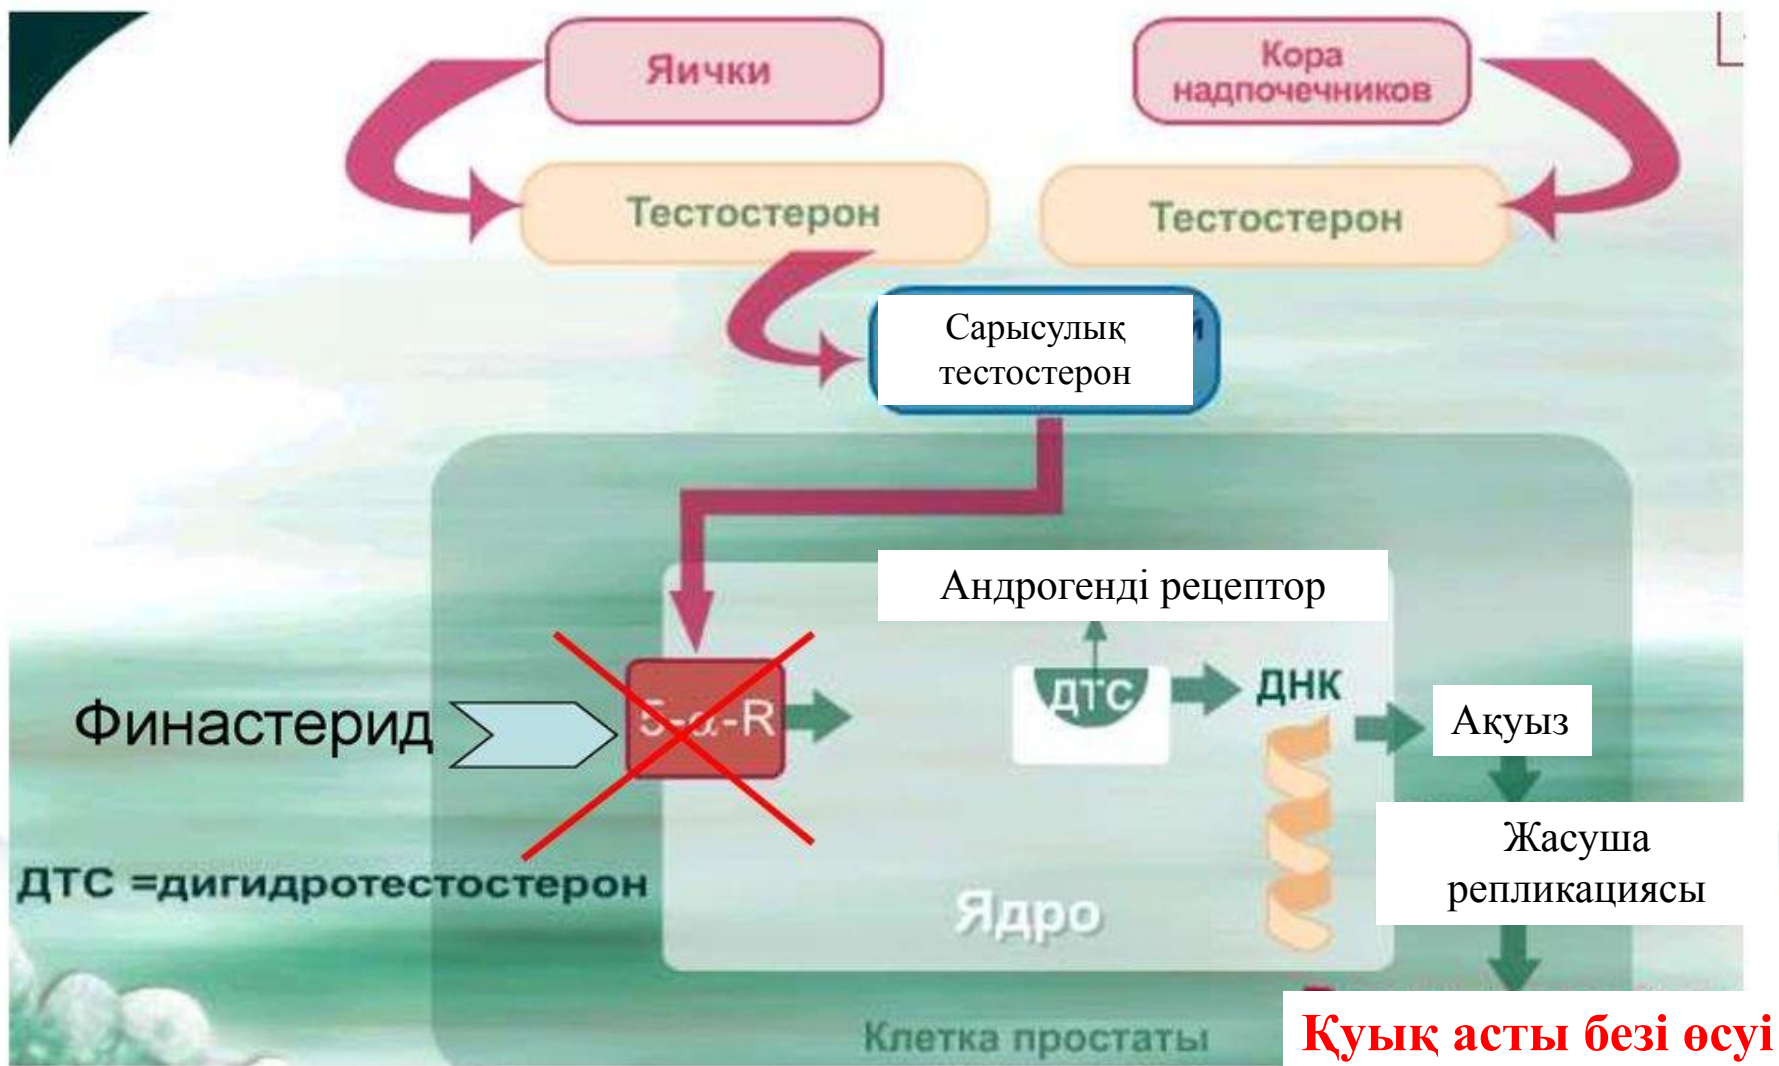 Яички
Кора
надпочечников
Тестостерон
Тестостерон
Сарысулық
тестостерон
Андрогенді рецептор
ДТС
ДНК
Финастерид
5-α-R
Ақуыз
Жасуша
репликациясы
ДТС =дигидротестостерон
Ядро
Клетка простаты
Қуық асты безі өсуі